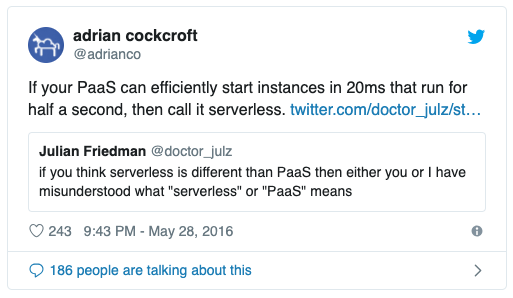 adrian cockcroft
@adrianco
If your PaaS can efficiently start instances in 20ms that run for
half a second, then call it serverless. twitter.com/doctor_julz/st…
Julian Friedman @doctor_julz
if you think serverless is different than PaaS then either you or I have
misunderstood what "serverless" or "PaaS" means
243 9:43 PM - May 28, 2016
186 people are talking about this